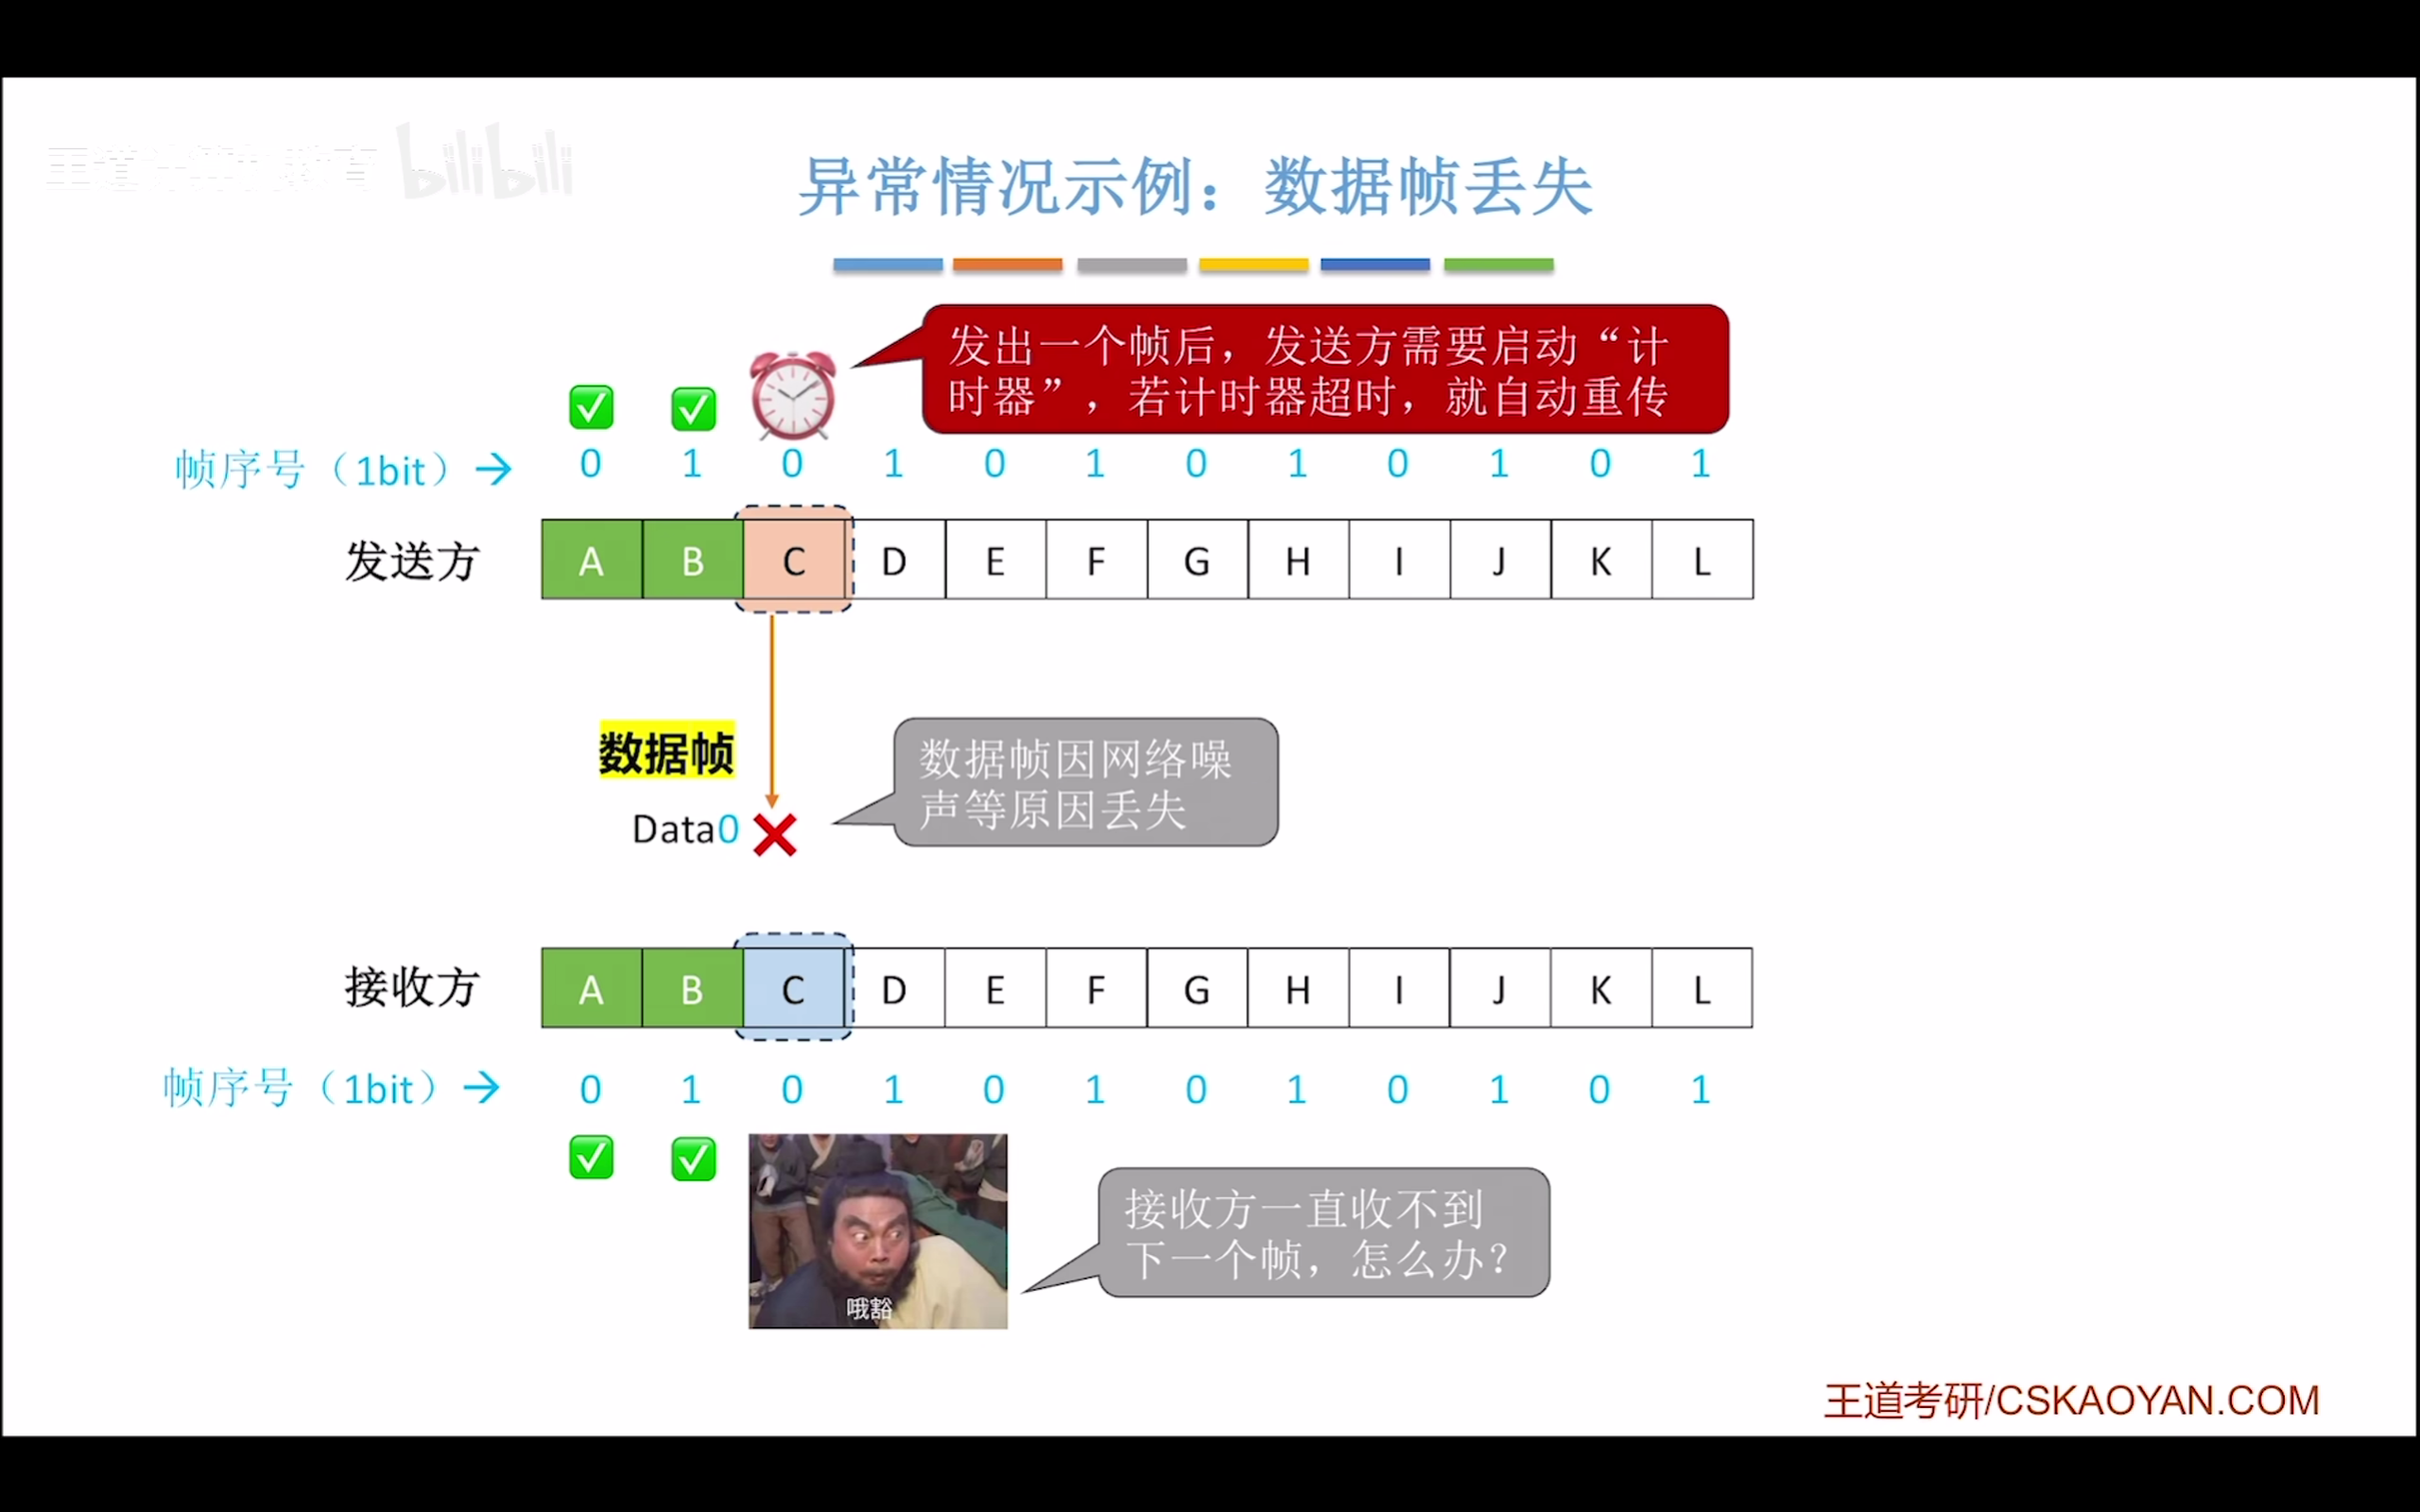 王道计算机教育 bilibili
异常情况示例：数据帧丢失
发出一个帧后，发送方需要启动“计
时器”，若计时器超时，就自动重传
帧序号（1bit）→ 0 1 0 1 0 1 0 1 0 1 0 1
发送方 A B C D E F G H I J K L
数据帧
Data0
数据帧因网络噪
声等原因丢失
接收方 A B C D E F G H I J K L
帧序号（1bit）→ 0 1 0 1 0 1 0 1 0 1 0 1
哦豁
接收方一直收不到
下一个帧，怎么办？
王道考研/CSKAOYAN.COM